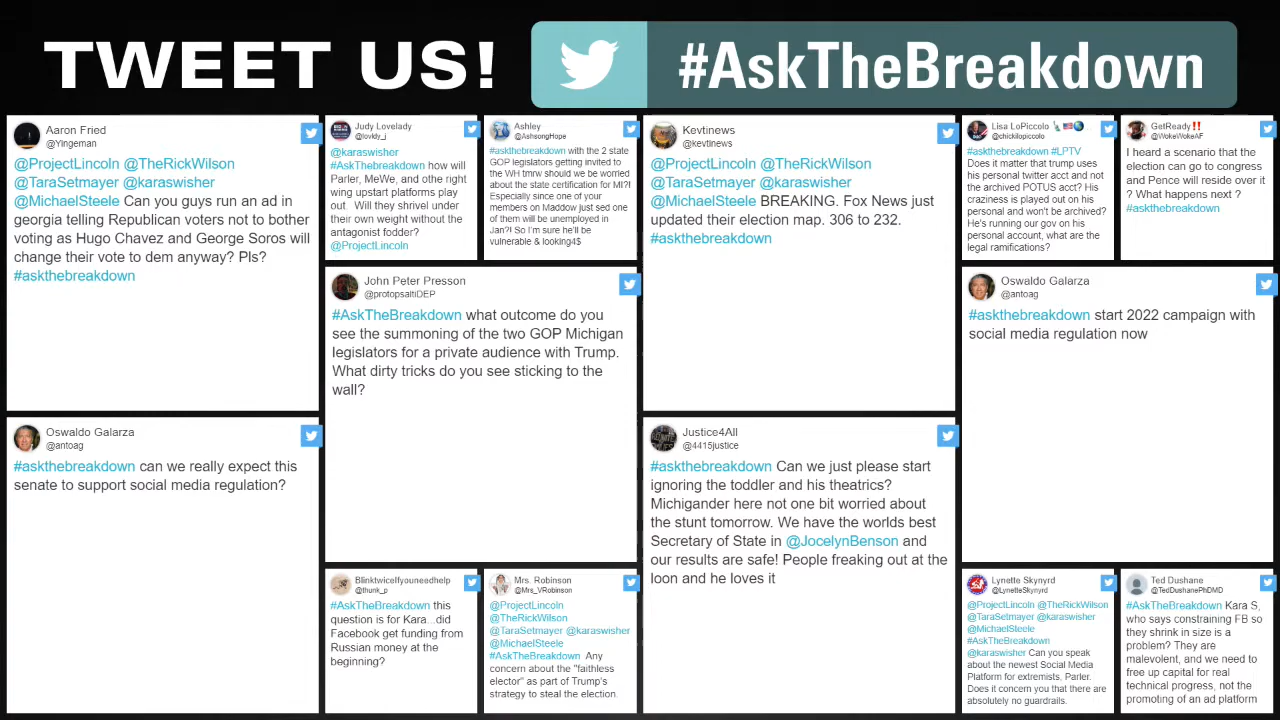 TWEET US!
#AskTheBreakdown
Aaron Fried
@Yingeman
@ProjectLincoln @TheRickWilson
@TaraSetmayer @karaswisher
@MichaelSteele Can you guys run an ad in
georgia telling Republican voters not to bother
voting as Hugo Chavez and George Soros will
change their vote to dem anyway? Pls?
#askthebreakdown
Oswaldo Galarza
@antoag
#askthebreakdown can we really expect this
senate to support social media regulation?
Judy Lovelady
@lovldy_j
@karaswisher
#AskTheBreakdown how will
Parler, MeWe, and othe right
wing upstart platforms play
out Will they shrivel under
their own weight without the
antagonist fodder?
@ProjectLincoln
Ashley
@AshsongHope
#askthebreakdown with the 2 state
GOP legislators getting invited to
the WH tmrw should we be worried
about the state certification for MI?!
Especially since one of your
members on Maddow just sed one
of them will be unemployed in
Jan?! So I'm sure he'll be
vulnerable & looking4$
John Peter Presson
@protopsaltiDEP
#AskTheBreakdown what outcome do you
see the summoning of the two GOP Michigan
legislators for a private audience with Trump.
What dirty tricks do you see sticking to the
wall?
Blinktwiceifyouneedhelp
@thunk_p
#AskTheBreakdown this
question is for Kara...did
Facebook get funding from
Russian money at the
beginning?
Mrs. Robinson
@Mrs_VRobinson
@ProjectLincoln
@TheRickWilson
@TaraSetmayer @karaswisher
@MichaelSteele
#AskTheBreakdown Any
concern about the "faithless
elector" as part of Trump's
strategy to steal the election.
Kevtinews
@kevtinews
@ProjectLincoln @TheRickWilson
@TaraSetmayer @karaswisher
@MichaelSteele BREAKING. Fox News just
updated their election map. 306 to 232.
#askthebreakdown
Justice4All
@4415justice
#askthebreakdown Can we just please start
ignoring the toddler and his theatrics?
Michigander here not one bit worried about
the stunt tomorrow. We have the worlds best
Secretary of State in @JocelynBenson and
our results are safe! People freaking out at the
loon and he loves it
Lisa LoPiccolo
@chickilopiccolo
#askthebreakdown #LPTV
Does it matter that trump uses
his personal twitter acct and not
the archived POTUS acct? His
craziness is played out on his
personal and won't be archived?
He's running our gov on his
personal account, what are the
legal ramifications?
GetReady‼️
@WokeWokeAF
I heard a scenario that the
election can go to congress
and Pence will reside over it
? What happens next ?
#askthebreakdown
Oswaldo Galarza
@antoag
#askthebreakdown start 2022 campaign with
social media regulation now
Lynette Skynyrd
@LynetteSkynyrd
@ProjectLincoln @TheRickWilson
@TaraSetmayer @karaswisher
@MichaelSteele
#AskTheBreakdown
@karaswisher Can you speak
about the newest Social Media
Platform for extremists, Parler.
Does it concern you that there are
absolutely no guardrails.
Ted Dushane
@TedDushanePhDMD
#AskTheBreakdown Kara S,
who says constraining FB so
they shrink in size is a
problem? They are
malevolent, and we need to
free up capital for real
technical progress, not the
promoting of an ad platform